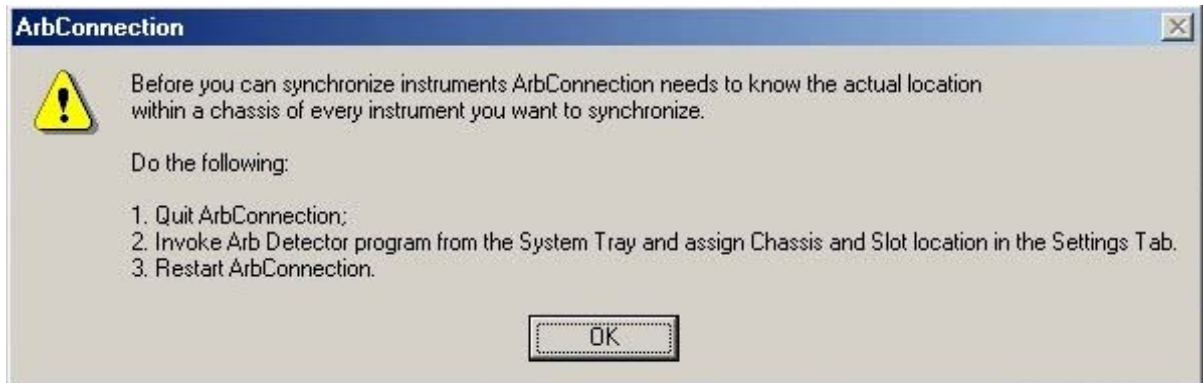 ArbConnection
Before you can synchronize instruments ArbConnection needs to know the actual location
within a chassis of every instrument you want to synchronize.
Do the following:
1. Quit ArbConnection;
2. Invoke Arb Detector program from the System Tray and assign Chassis and Slot location in the Settings Tab.
3. Restart ArbConnection.
OK